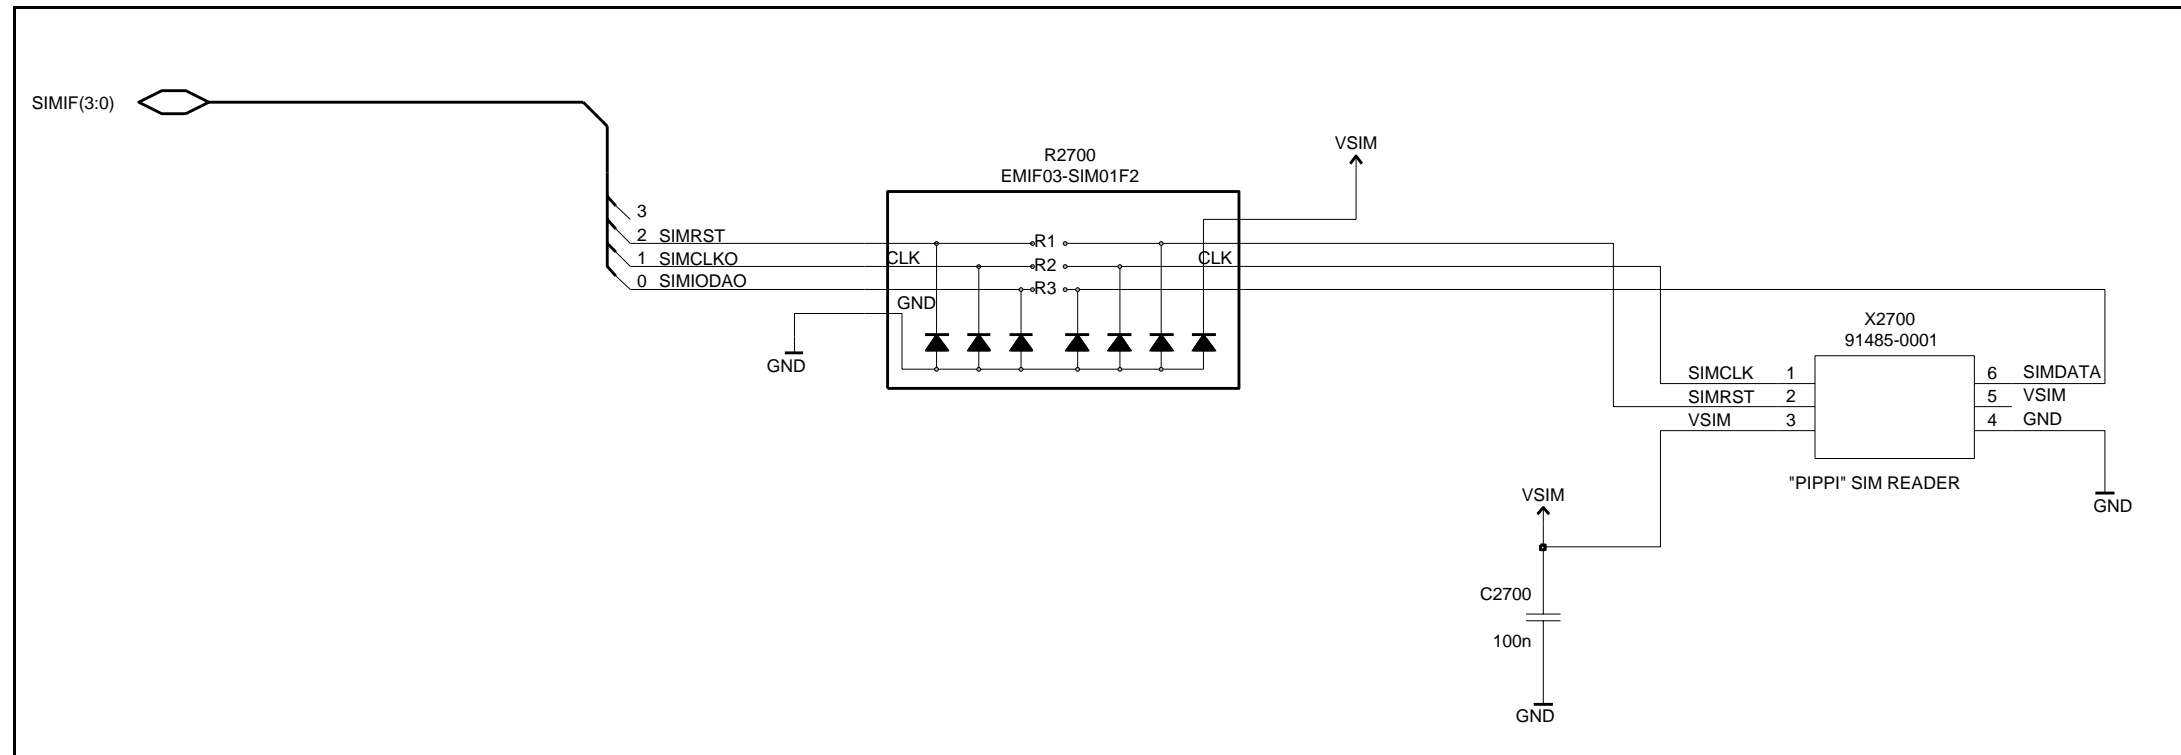 SIMIF(3:0)
VSIM
R2700
EMIF03-SIM01F2
3
2 SIMRST
1 SIMCLKO
0 SIMIODAO
R1
CLK R2 CLK
R3
GND
GND
X2700
91485-0001
SIMCLK 1 6 SIMDATA
SIMRST 2 5 VSIM
VSIM 3 4 GND
"PIPPI" SIM READER
VSIM
GND
C2700
100n
GND